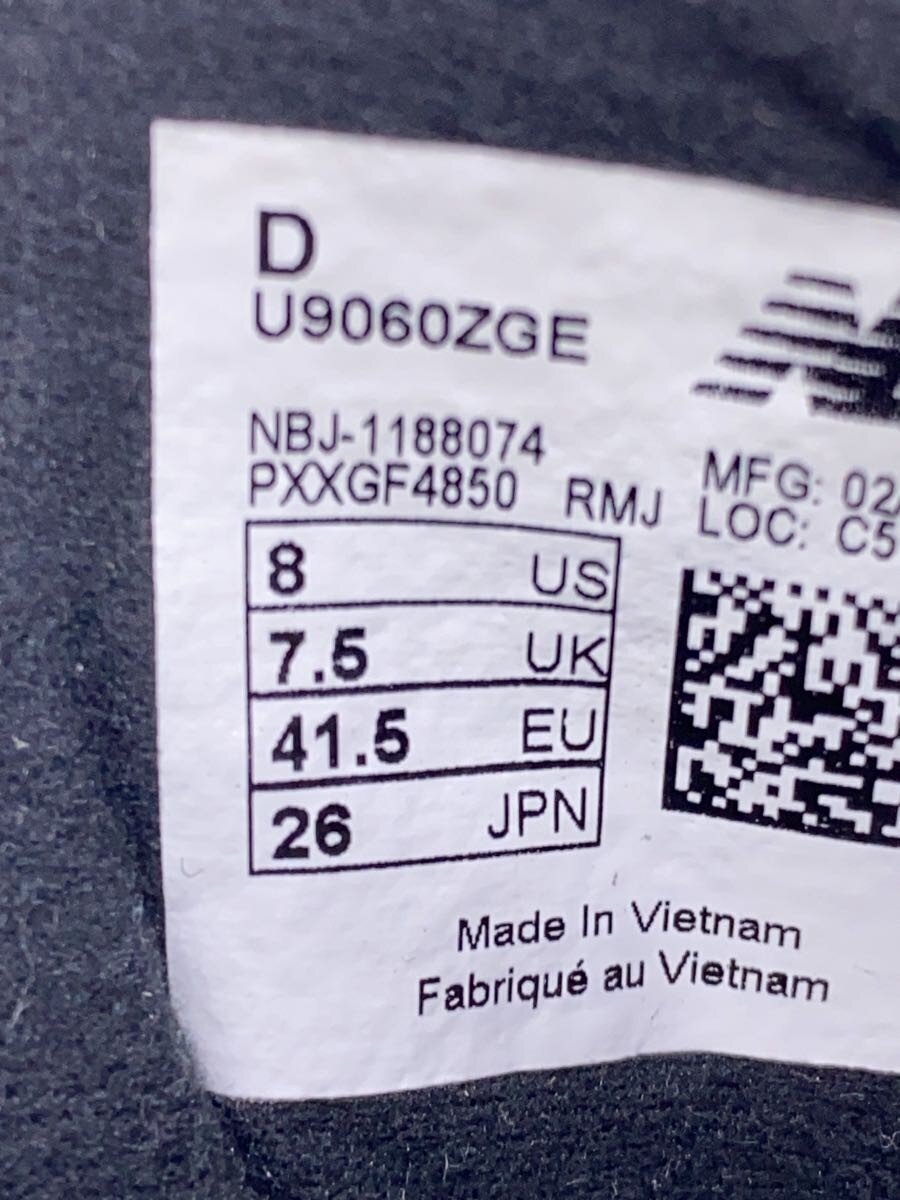 D
U9060ZGE
NBJ-1188074
PXXGF4850 RMJ
MFG: 02/
LOC: C5
8 US
7.5 UK
41.5 EU
26 JPN
Made In Vietnam
Fabriqué au Vietnam